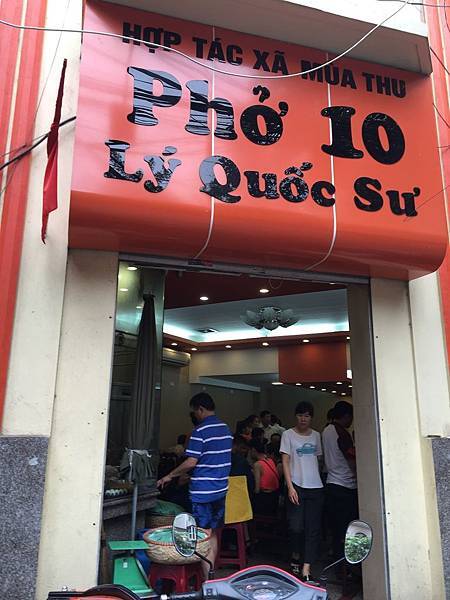 HỢP TÁC XÃ MÙA THU
Phở 10
Lý Quốc Sư